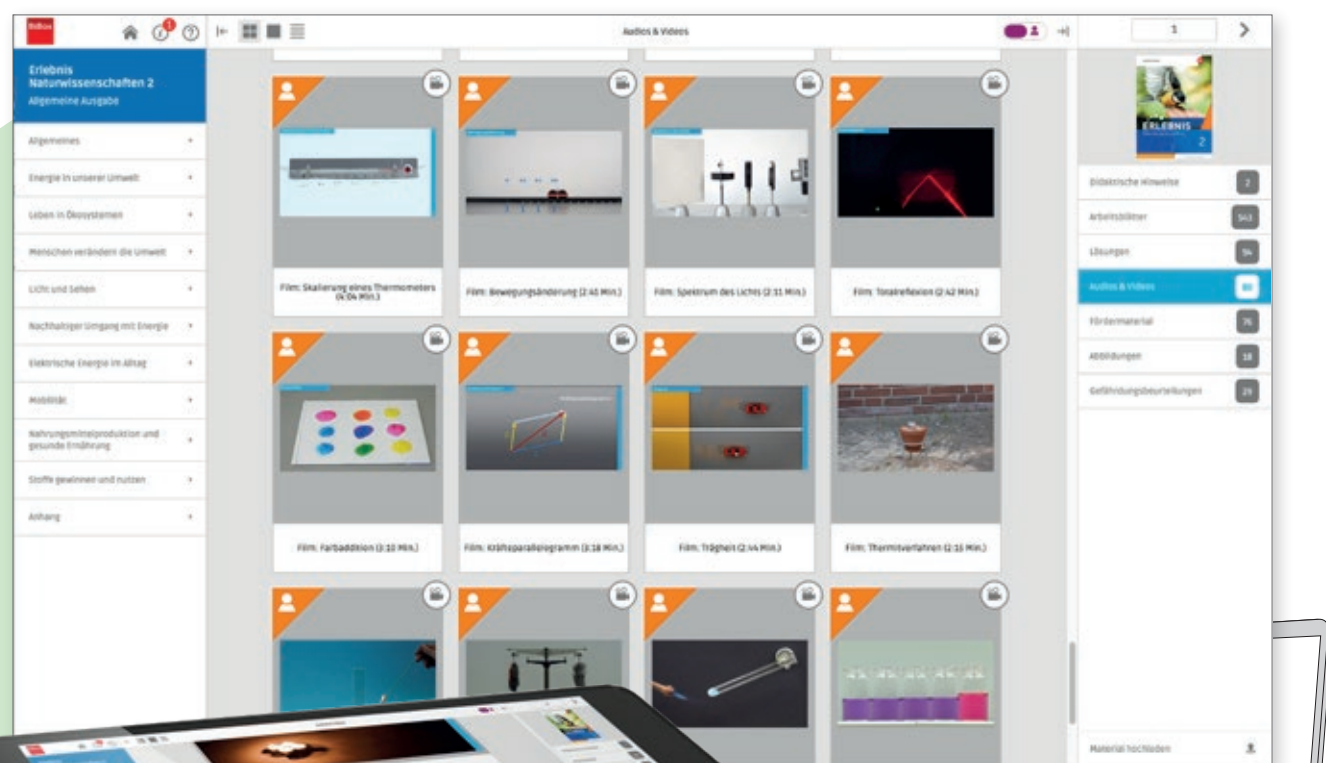 BiBox
1
Audios & Videos
1
Erlebnis
Naturwissenschaften 2
Allgemeine Ausgabe
Allgemeines
Energie in unserer Umwelt
Leben in Ökosystemen
Menschen verändern die Umwelt
Licht und Sehen
Nachhaltiger Umgang mit Energie
Elektrische Energie im Alltag
Mobilität
Nahrungsmittelproduktion und
gesunde Ernährung
Stoffe gewinnen und nutzen
Anhang
Film: Skalierung eines Thermometers
(4:04 Min.)
Film: Bewegungsänderung (2:41 Min.)
Film: Spektrum des Lichts (2:11 Min.)
Film: Totalreflexion (2:42 Min.)
Film: Farbaddition (3:10 Min.)
Film: Kräfteparallelogramm (3:18 Min.)
Film: Trägheit (2:44 Min.)
Film: Thermitverfahren (2:15 Min.)
ERLEBNIS
2
Didaktische Hinweise 2
Arbeitsblätter 543
Lösungen 54
Audios & Videos
Fördermaterial 76
Abbildungen 18
Gefährdungsbeurteilungen 29
Material hochladen